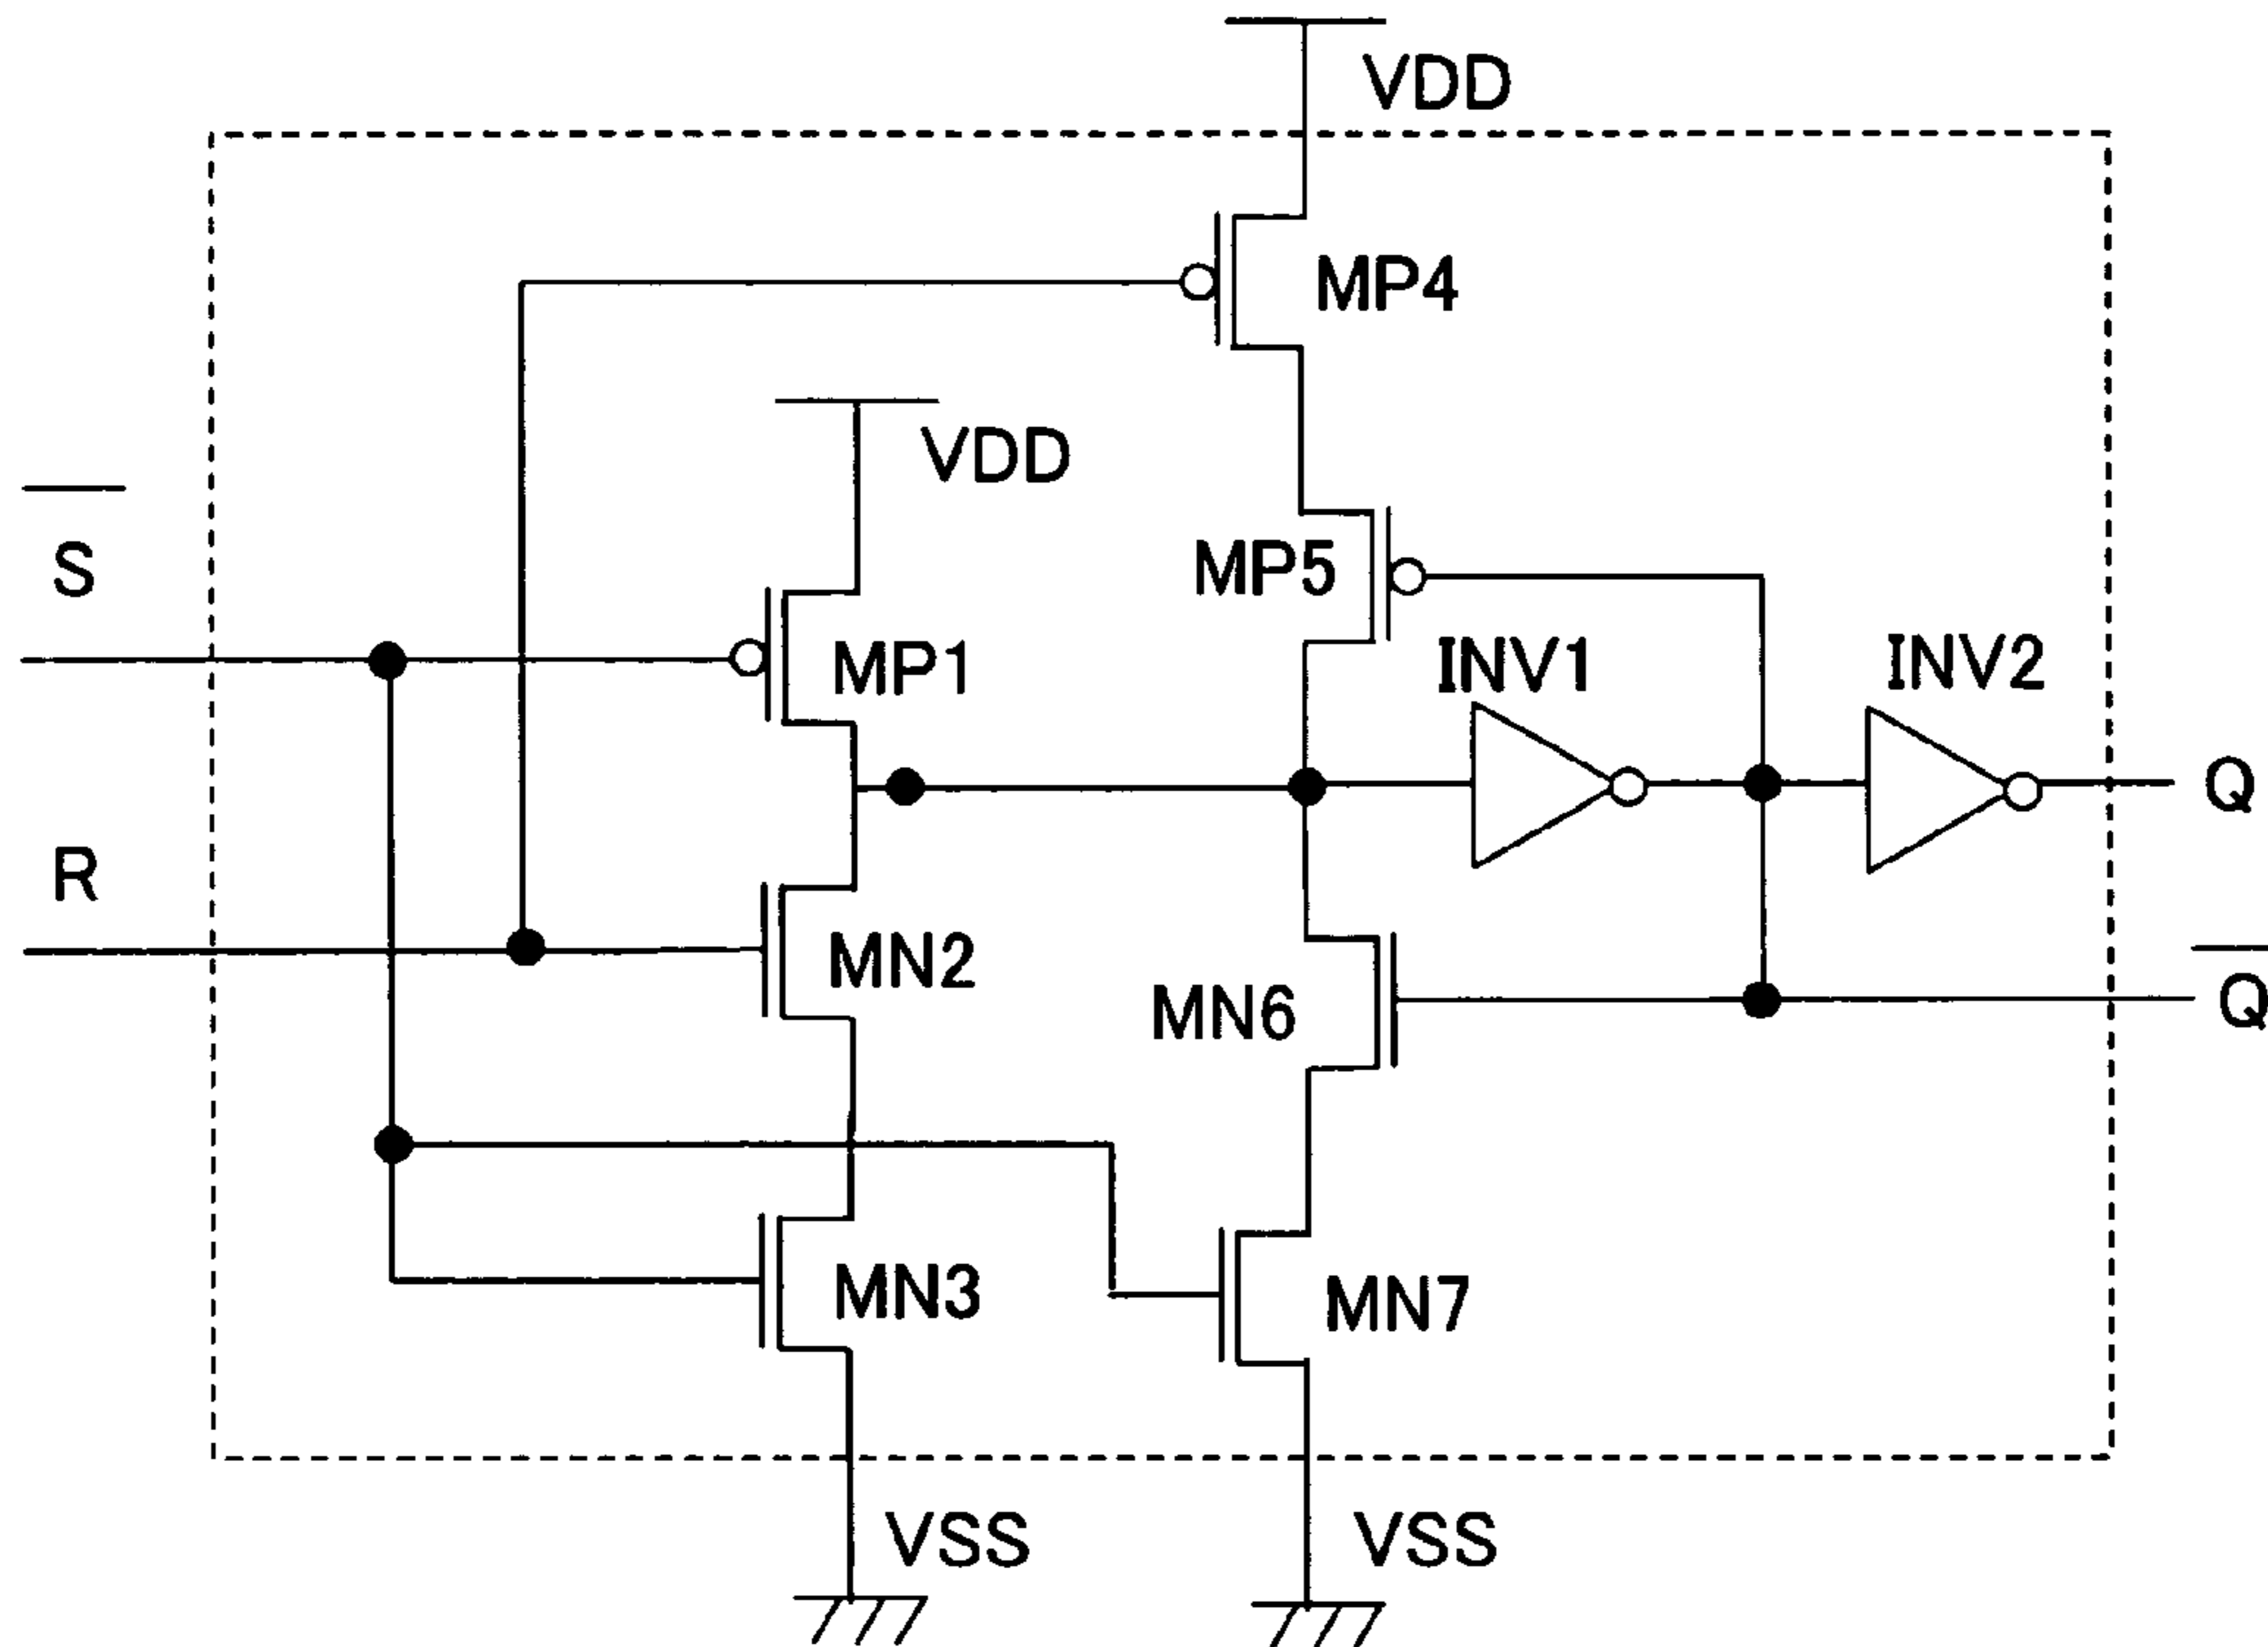 VDD
MP4
VDD
S̅
MP5
MP1
INV1
INV2
Q
R
MN2
MN6
Q̅
MN3
MN7
VSS
VSS